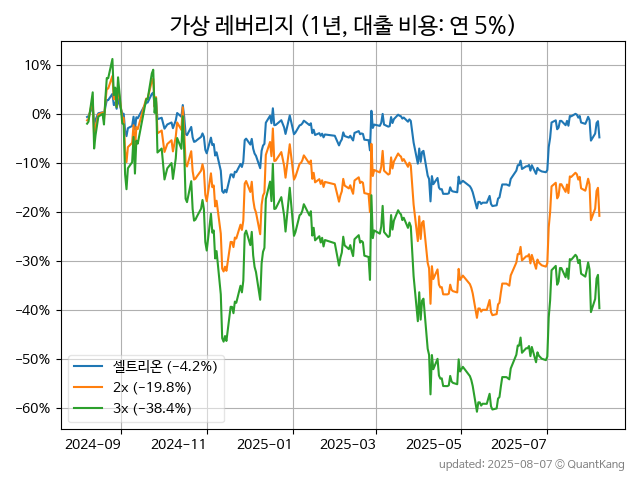 가상 레버리지 (1년, 대출 비용: 연 5%)
10%
0%
−10%
−20%
−30%
−40%
−50%
−60%
셀트리온 (−4.2%)
2x (−19.8%)
3x (−38.4%)
2024-09
2024-11
2025-01
2025-03
2025-05
2025-07
updated: 2025-08-07 © QuantKang